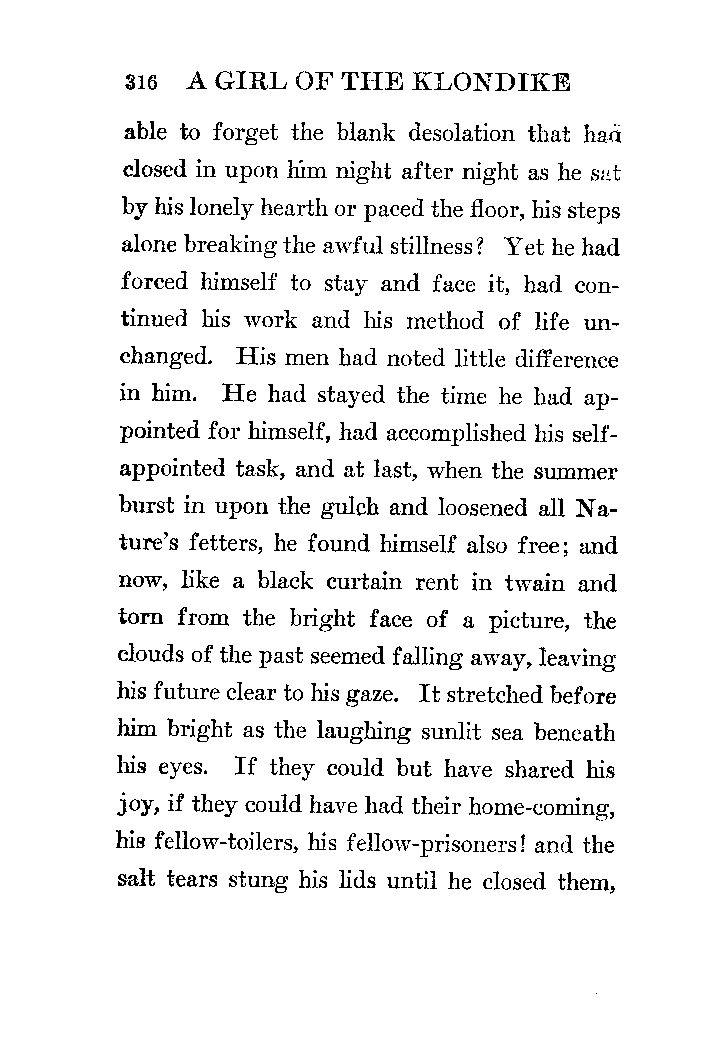 316 A GIRL OF THE KLONDIKE
able to forget the blank desolation that had
closed in upon him night after night as he sat
by his lonely hearth or paced the floor, his steps
alone breaking the awful stillness? Yet he had
forced himself to stay and face it, had con-
tinued his work and his method of life un-
changed. His men had noted little difference
in him. He had stayed the time he had ap-
pointed for himself, had accomplished his self-
appointed task, and at last, when the summer
burst in upon the gulch and loosened all Na-
ture's fetters, he found himself also free; and
now, like a black curtain rent in twain and
torn from the bright face of a picture, the
clouds of the past seemed falling away, leaving
his future clear to his gaze. It stretched before
him bright as the laughing sunlit sea beneath
his eyes. If they could but have shared his
joy, if they could have had their home-coming,
his fellow-toilers, his fellow-prisoners! and the
salt tears stung his lids until he closed them,